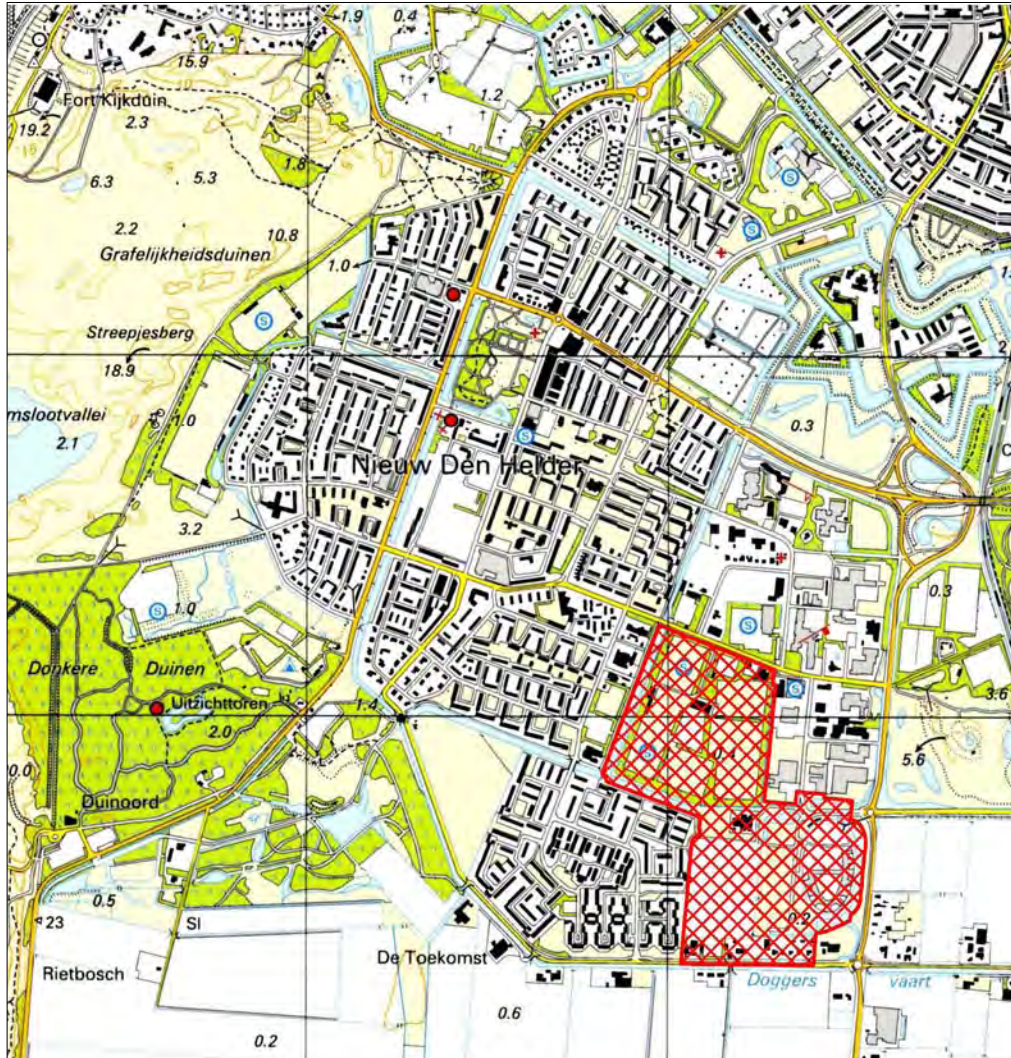 1.9
0.4
15.9
Fort Kijkduin
1.2
19.2
2.3
1.8
6.3
5.3
2.2
10.8
Grafelijkheidsduinen
1.0
S
S
S
Streepjesberg
18.9
mslootvallei
2.1
1.0
0.3
S
Nieuw Den Helder
3.2
0.3
S
1.0
S
Donkere Duinen
Uitzichttoren
2.0
1.4
S
S
3.6
5.6
S
0.4
0.0
Duinoord
0.5
23
Sl
De Toekomst
0.2
Rietbosch
Doggers vaart
0.6
0.2